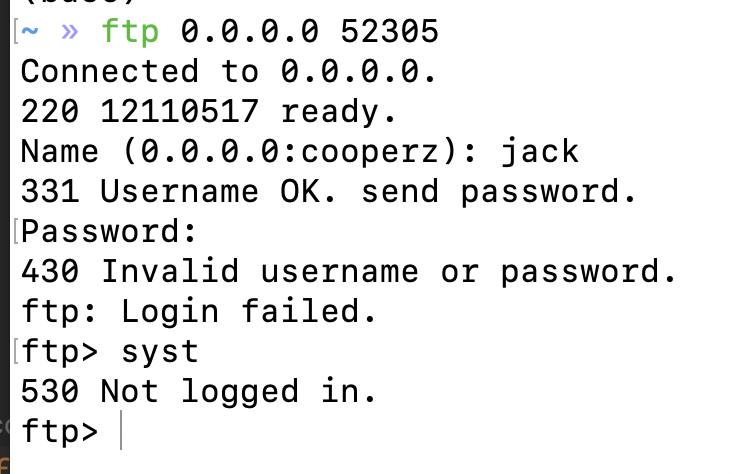 ~ » ftp 0.0.0.0 52305
Connected to 0.0.0.0.
220 12110517 ready.
Name (0.0.0.0:cooperz): jack
331 Username OK. send password.
Password:
430 Invalid username or password.
ftp: Login failed.
ftp> syst
530 Not logged in.
ftp>